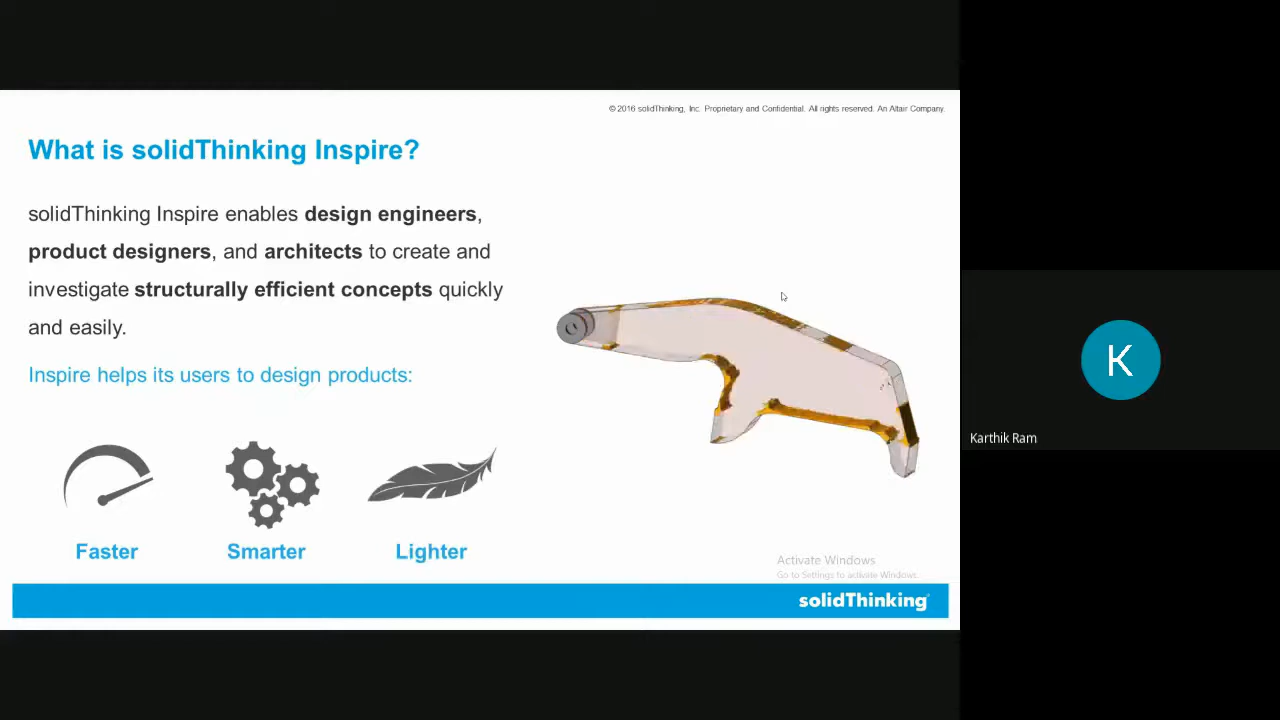 © 2016 solidThinking, Inc. Proprietary and Confidential. All rights reserved. An Altair Company.
What is solidThinking Inspire?
solidThinking Inspire enables design engineers,
product designers, and architects to create and
investigate structurally efficient concepts quickly
and easily.
Inspire helps its users to design products:
Faster
Smarter
Lighter
Activate Windows
Go to Settings to activate Windows.
solidThinking
K
Karthik Ram